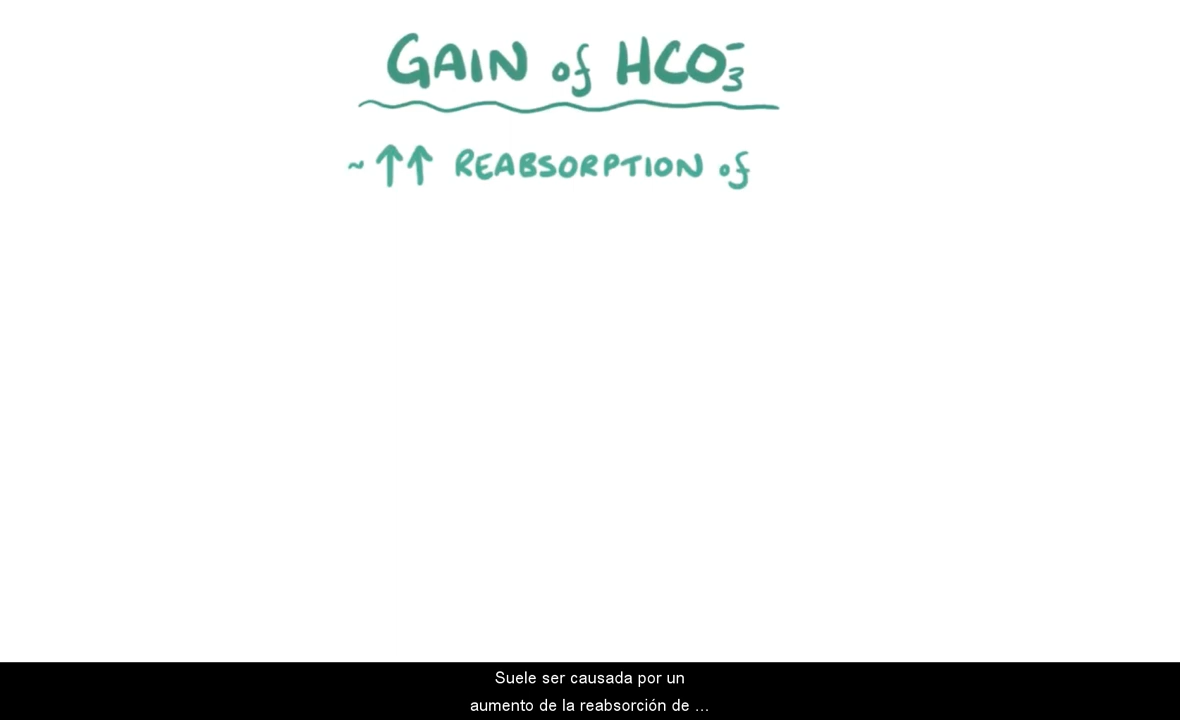 GAIN of HCO₃⁻
~ ↑↑ REABSORPTION of
Suele ser causada por un
aumento de la reabsorción de ...